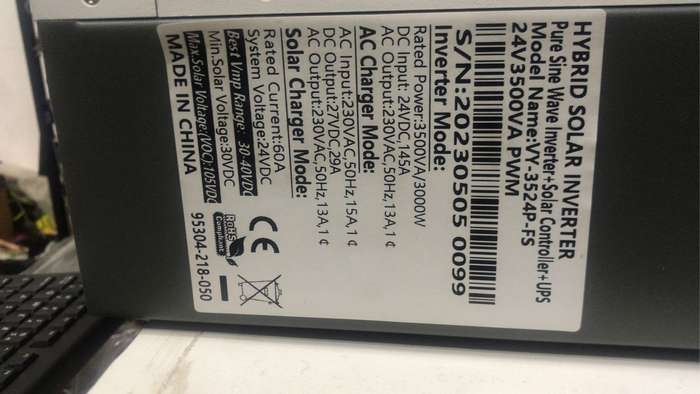 HYBRID SOLAR INVERTER
Pure Sine Wave Inverter+Solar Controller+UPS
Model Name:VY-3524P-FS
24V3500VA PWM
S/N:20230505 0099
Inverter Mode:
Rated Power:3500VA/3000W
DC Input: 24VDC,145A
AC Output:230VAC,50Hz,13A,1¢
AC Charger Mode:
AC Input:230VAC,50Hz,15A,1¢
DC Output:27VDC,29A
AC Output:230VAC,50Hz,13A,1¢
Solar Charger Mode:
Rated Current:60A
System Voltage:24VDC
Best Vmp Range: 30-40VDC
Min.Solar Voltage:30VDC
Max.Solar Voltage:(VOC):105VDC
MADE IN CHINA
CE
RoHS
Compliant
95304-218-050